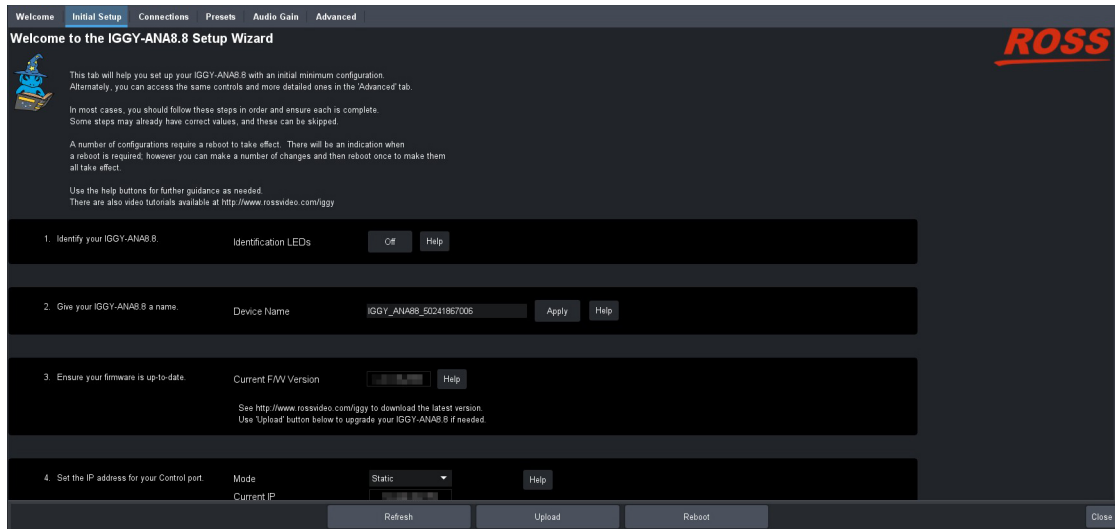 Welcome Initial Setup Connections Presets Audio Gain Advanced
Welcome to the IGGY-ANA8.8 Setup Wizard
ROSS
This tab will help you set up your IGGY-ANA8.8 with an initial minimum configuration.
Alternately, you can access the same controls and more detailed ones in the 'Advanced' tab.
In most cases, you should follow these steps in order and ensure each is complete.
Some steps may already have correct values, and these can be skipped.
A number of configurations require a reboot to take effect. There will be an indication when
a reboot is required; however you can make a number of changes and then reboot once to make them
all take effect.
Use the help buttons for further guidance as needed.
There are also video tutorials available at http://www.rossvideo.com/iggy
1. Identify your IGGY-ANA8.8. Identification LEDs Off Help
2. Give your IGGY-ANA8.8 a name. Device Name IGGY_ANA88_50241867006 Apply Help
3. Ensure your firmware is up-to-date. Current F/W Version Help
See http://www.rossvideo.com/iggy to download the latest version.
Use 'Upload' button below to upgrade your IGGY-ANA8.8 if needed.
4. Set the IP address for your Control port. Mode Static Help
Current IP
Refresh Upload Reboot Close